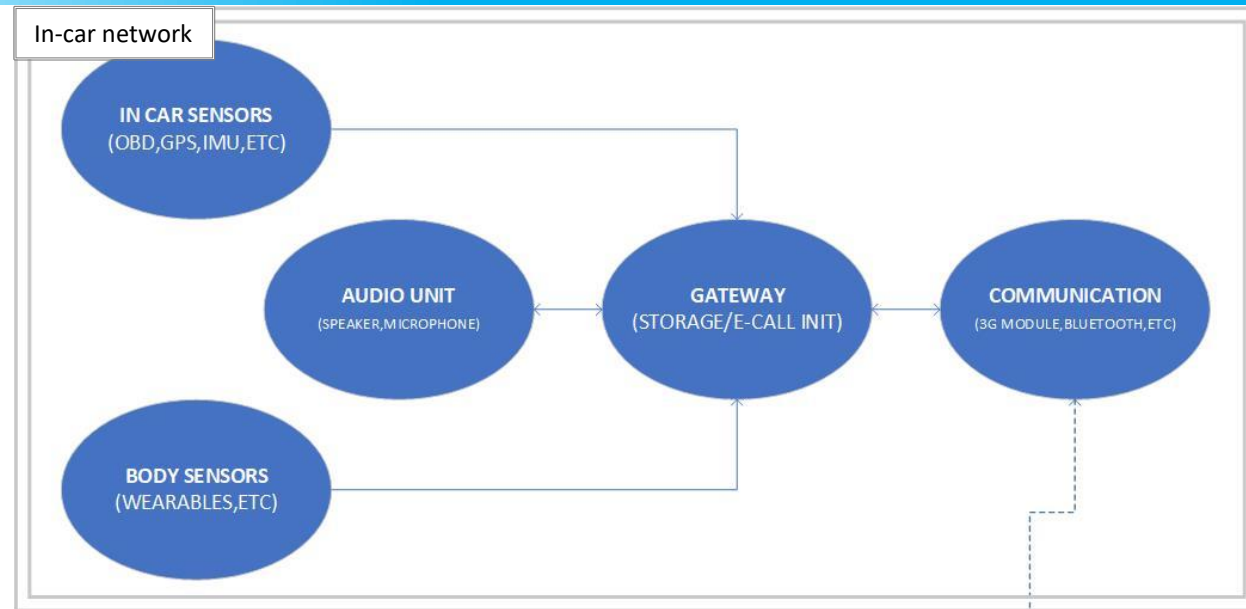 In-car network
IN CAR SENSORS
(OBD,GPS,IMU,ETC)
AUDIO UNIT
(SPEAKER,MICROPHONE)
GATEWAY
(STORAGE/E-CALL INIT)
COMMUNICATION
(3G MODULE,BLUETOOTH,ETC)
BODY SENSORS
(WEARABLES,ETC)